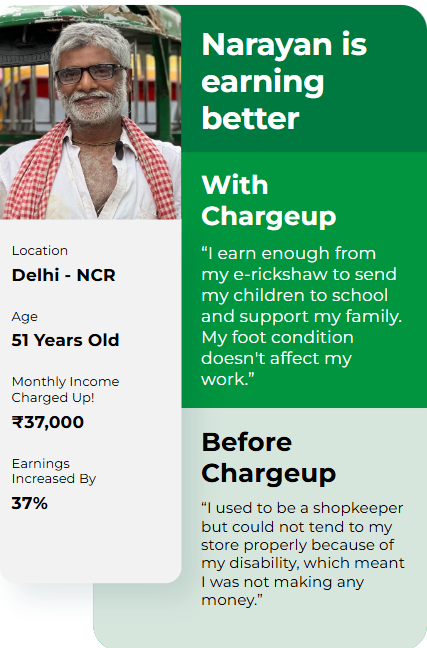 Narayan is
earning
better
With
Chargeup
“I earn enough from
my e-rickshaw to send
my children to school
and support my family.
My foot condition
doesn't affect my
work.”
Before
Chargeup
“I used to be a shopkeeper
but could not tend to my
store properly because of
my disability, which meant
I was not making any
money.”
Location
Delhi - NCR
Age
51 Years Old
Monthly Income
Charged Up!
₹37,000
Earnings
Increased By
37%